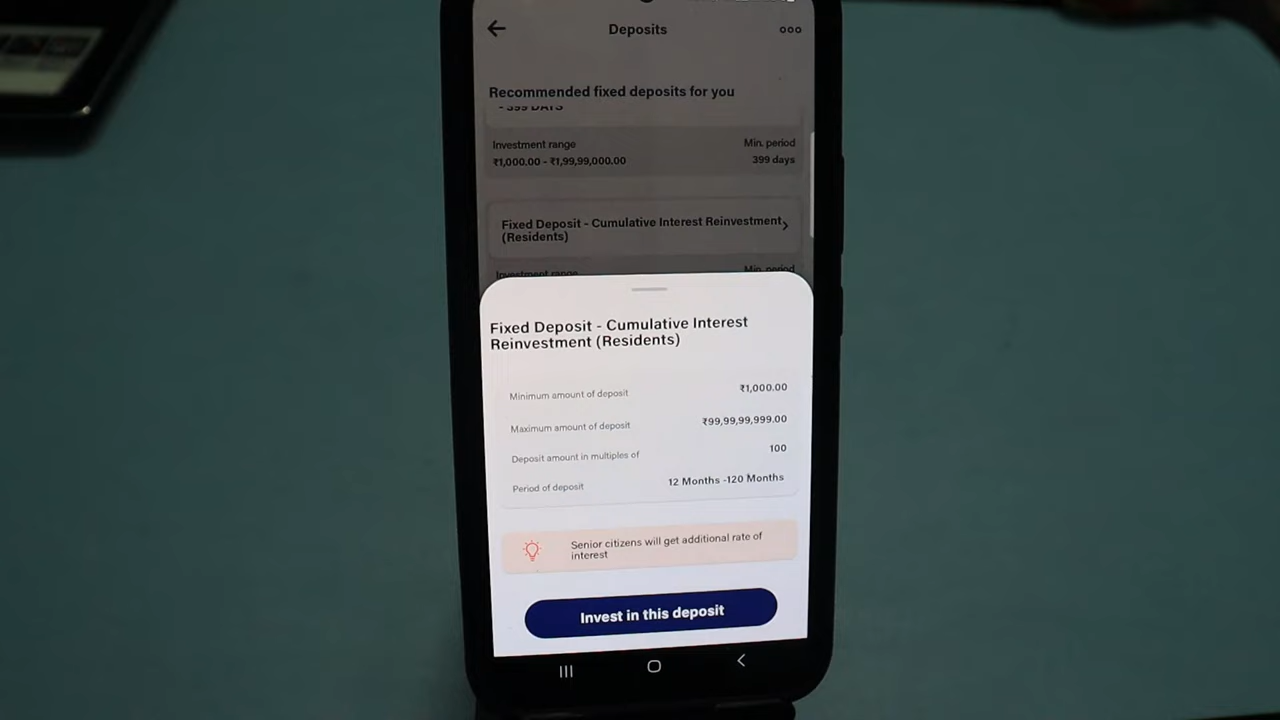 Deposits
Recommended fixed deposits for you
- 399 DAYS
Investment range
Min. period
₹1,000.00 - ₹1,99,99,000.00
399 days
Fixed Deposit - Cumulative Interest Reinvestment
(Residents)
Investment range
Min. period
Fixed Deposit - Cumulative Interest
Reinvestment (Residents)
Minimum amount of deposit
₹1,000.00
Maximum amount of deposit
₹99,99,99,999.00
Deposit amount in multiples of
100
Period of deposit
12 Months -120 Months
Senior citizens will get additional rate of
interest
Invest in this deposit